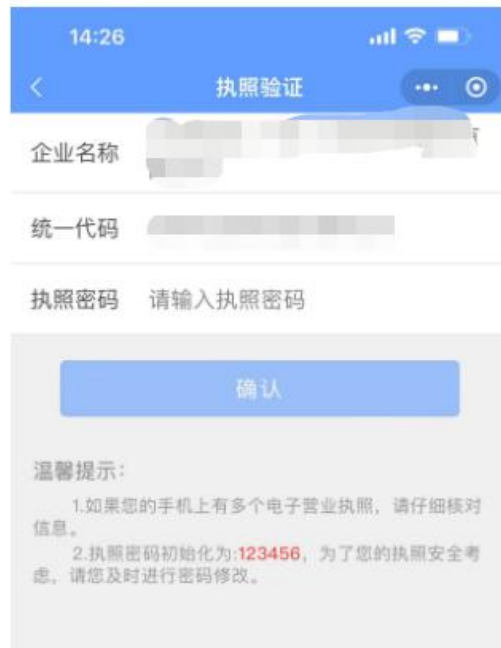 14:26
执照验证
企业名称
统一代码
执照密码 请输入执照密码
确认
温馨提示:
1.如果您的手机上有多个电子营业执照，请仔细核对
信息。
2.执照密码初始化为:123456，为了您的执照安全考
虑，请您及时进行密码修改。